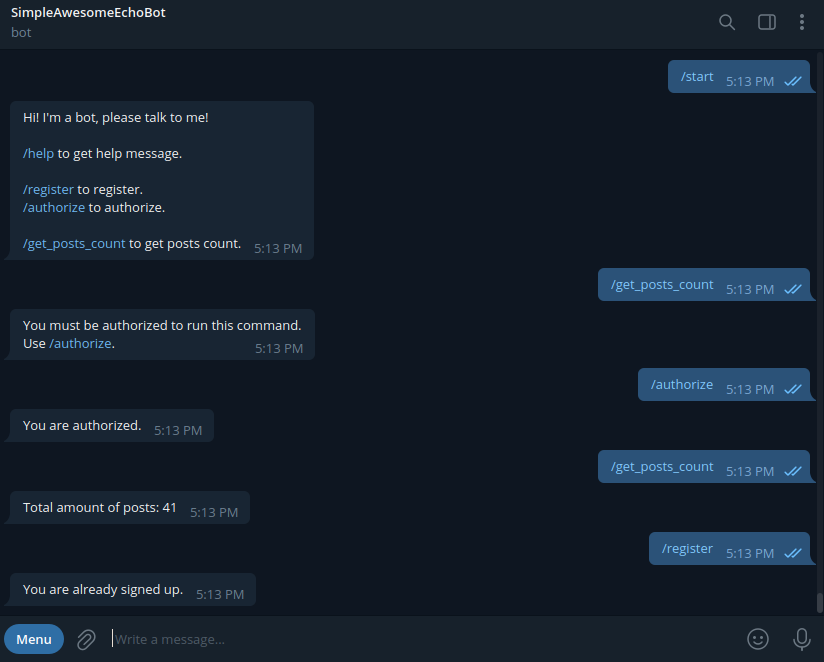 SimpleAwesomeEchoBot
bot
/start 5:13 PM
Hi! I'm a bot, please talk to me!
/help to get help message.
/register to register.
/authorize to authorize.
/get_posts_count to get posts count. 5:13 PM
/get_posts_count 5:13 PM
You must be authorized to run this command.
Use /authorize. 5:13 PM
/authorize 5:13 PM
You are authorized. 5:13 PM
/get_posts_count 5:13 PM
Total amount of posts: 41 5:13 PM
/register 5:13 PM
You are already signed up. 5:13 PM
Menu Write a message...